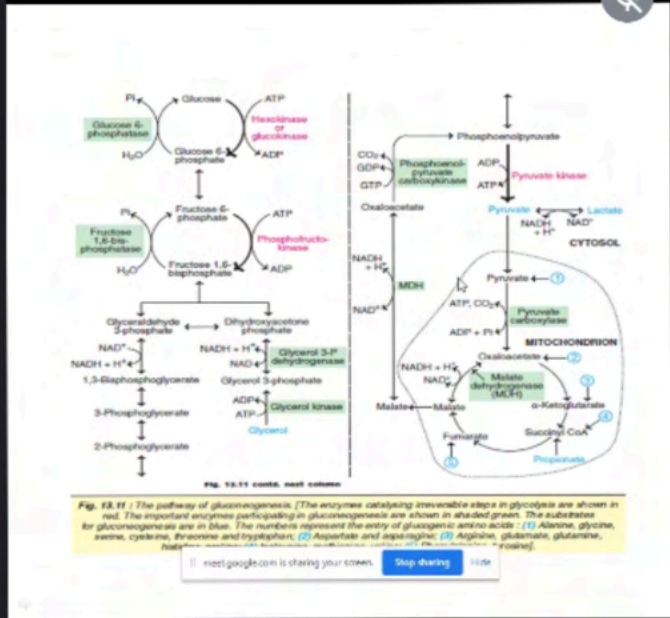 Pi
Glucose
ATP
Glucose 6-
phosphatase
Hexokinase
or
glucokinase
H₂O
Glucose 6-
phosphate
ADP
Pi
Fructose 6-
phosphate
ATP
Fructose
1,6-bis-
phosphatase
Phosphofructo-
kinase
H₂O
Fructose 1,6-
bisphosphate
ADP
Glyceraldehyde
3-phosphate
Dihydroxyacetone
phosphate
NAD⁺
NADH + H⁺
NADH + H⁺
NAD
Glycerol 3-P
dehydrogenase
1,3-Bisphosphoglycerate
Glycerol 3-phosphate
ADP
ATP
Glycerol kinase
3-Phosphoglycerate
Glycerol
2-Phosphoglycerate
Fig. 13.11 contd. next column
Phosphoenolpyruvate
CO₂
GDP
GTP
Phosphoenol-
pyruvate
carboxykinase
ADP
ATP
Pyruvate kinase
Oxaloacetate
Pyruvate
Lactate
NADH
+ H⁺
NAD⁺
CYTOSOL
NADH
+ H⁺
MDH
NAD⁺
Pyruvate
1
ATP, CO₂
Pyruvate
carboxylase
ADP + Pi
MITOCHONDRION
Oxaloacetate
2
NADH + H⁺
NAD⁺
Malate
dehydrogenase
(MDH)
3
Malate
Malate
α-Ketoglutarate
4
Fumarate
Succinyl CoA
5
Propionate
Fig. 13.11 : The pathway of gluconeogenesis. [The enzymes catalysing irreversible steps in glycolysis are shown in
red. The important enzymes participating in gluconeogenesis are shown in shaded green. The substrates
for gluconeogenesis are in blue. The numbers represent the entry of glucogenic amino acids : (1) Alanine, glycine,
serine, cysteine, threonine and tryptophan; (2) Aspartate and asparagine; (3) Arginine, glutamate, glutamine,
meet.google.com is sharing your screen.
Stop sharing
Hide